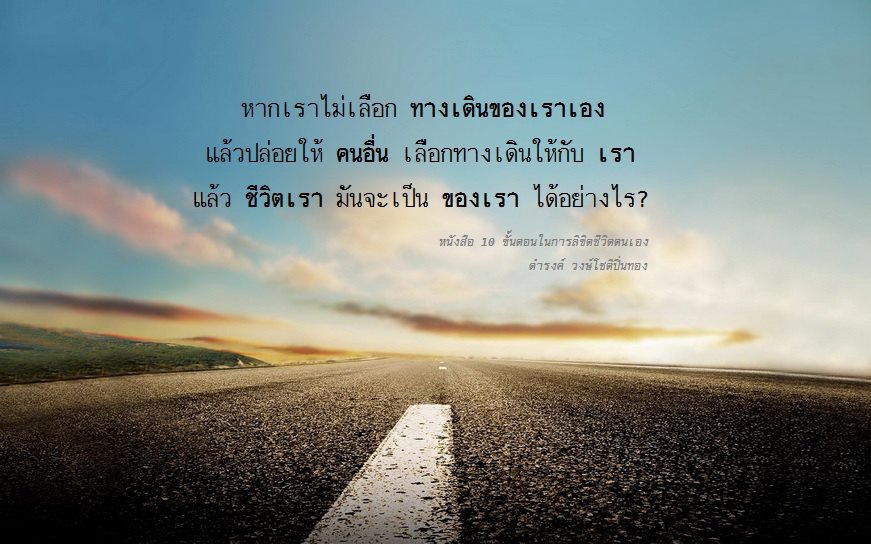 หากเราไม่เลือก ทางเดินของเราเอง
แล้วปล่อยให้ คนอื่น เลือกทางเดินให้กับ เรา
แล้ว ชีวิตเรา มันจะเป็น ของเรา ได้อย่างไร?
หนังสือ 10 ขั้นตอนในการลิขิตชีวิตตนเอง
ดำรงค์ วงษ์โชติปิ่นทอง